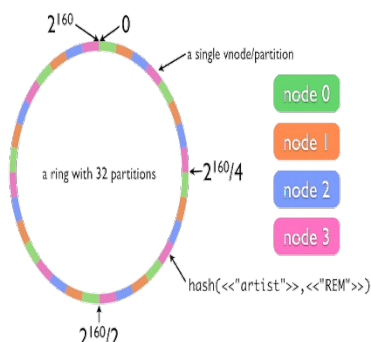 2^160
0
a single vnode/partition
node 0
node 1
a ring with 32 partitions
2^160/4
node 2
node 3
hash(<<"artist">>,<<"REM">>)
2^160/2